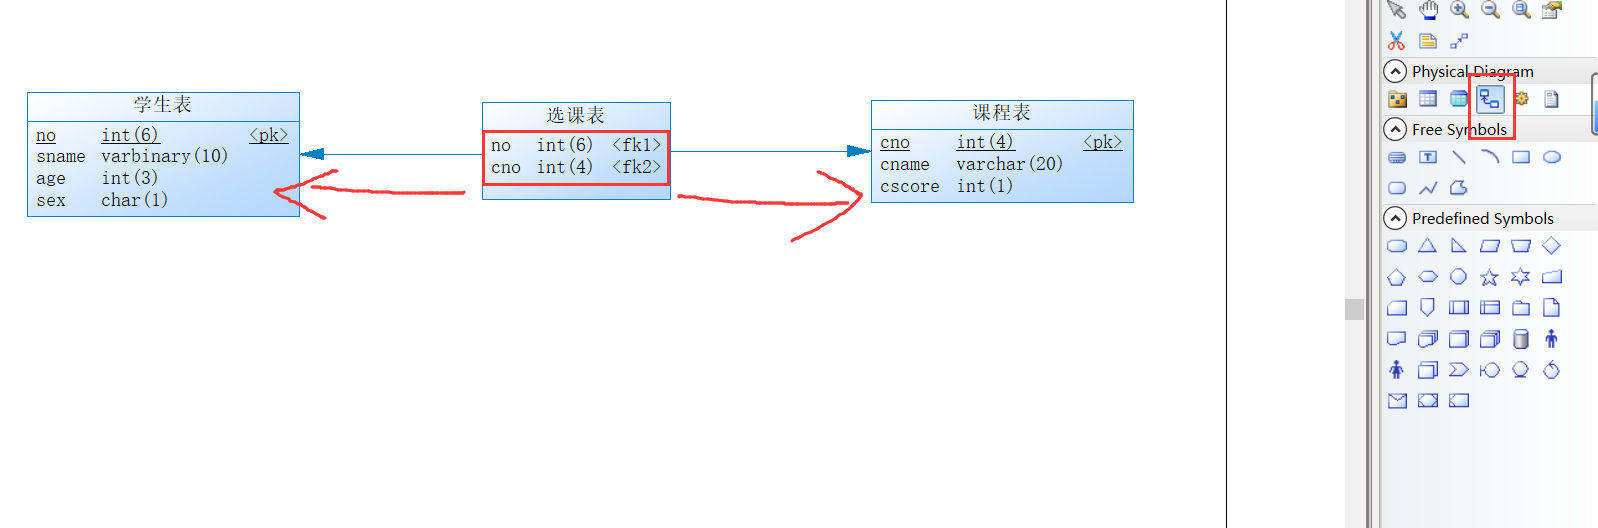 学生表
no int(6) <pk>
sname varbinary(10)
age int(3)
sex char(1)
选课表
no int(6) <fk1>
cno int(4) <fk2>
课程表
cno int(4) <pk>
cname varchar(20)
cscore int(1)
Physical Diagram
Free Symbols
Predefined Symbols